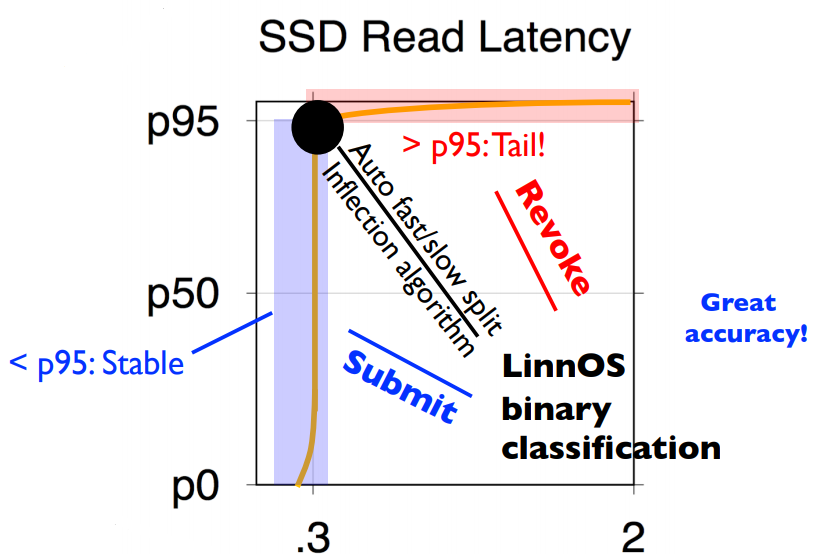 SSD Read Latency
p95
> p95: Tail!
Auto fast/slow split
Inflection algorithm
Revoke
p50
Great
accuracy!
< p95: Stable
Submit
LinnOS
binary
classification
p0
.3
2